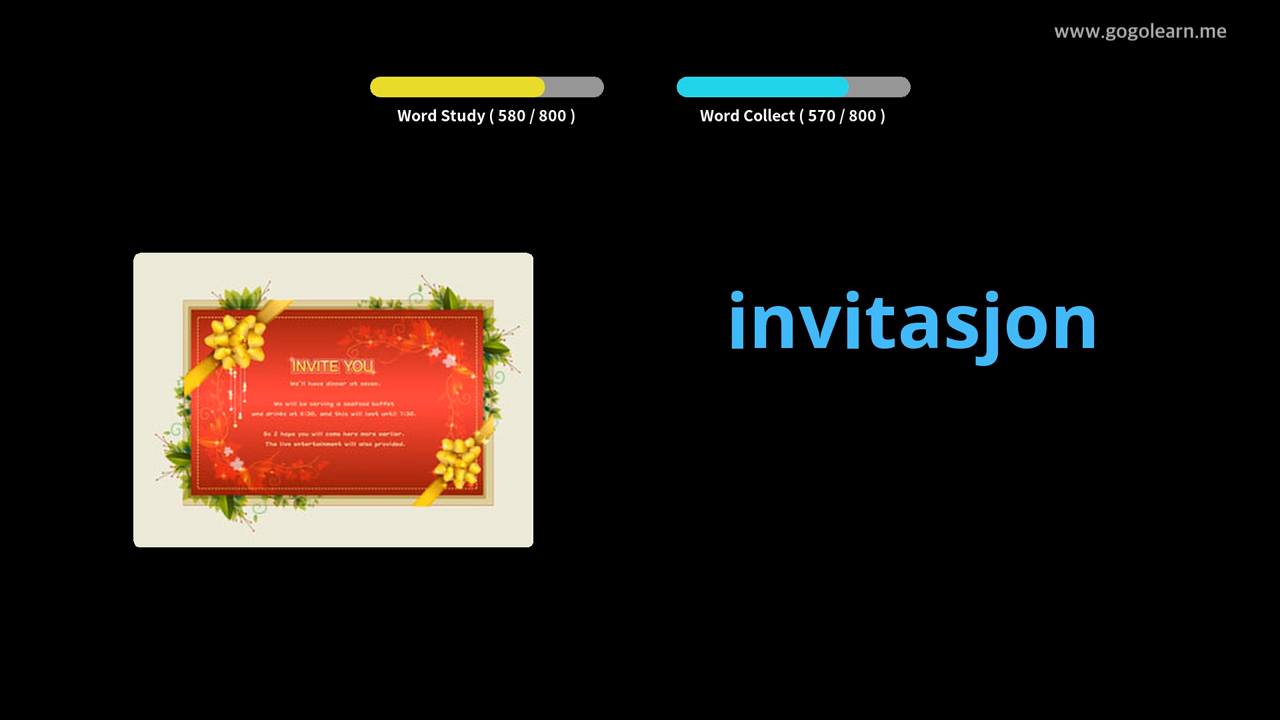 www.gogolearn.me
Word Study ( 580 / 800 )
Word Collect ( 570 / 800 )
invitasjon
INVITE YOU
We'll have dinner at seven.
We will be serving a seafood buffet
and drinks at 6:30, and this will last until 7:30.
So I hope you will come here more earlier.
The live entertainment will also provided.